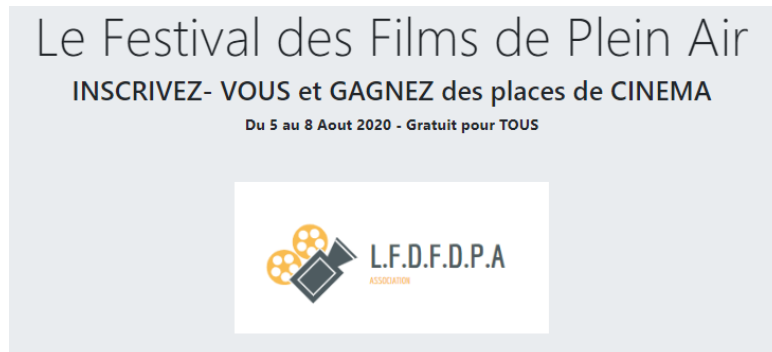 Le Festival des Films de Plein Air
INSCRIVEZ- VOUS et GAGNEZ des places de CINEMA
Du 5 au 8 Aout 2020 - Gratuit pour TOUS
L.F.D.F.D.P.A
ASSOCIATION